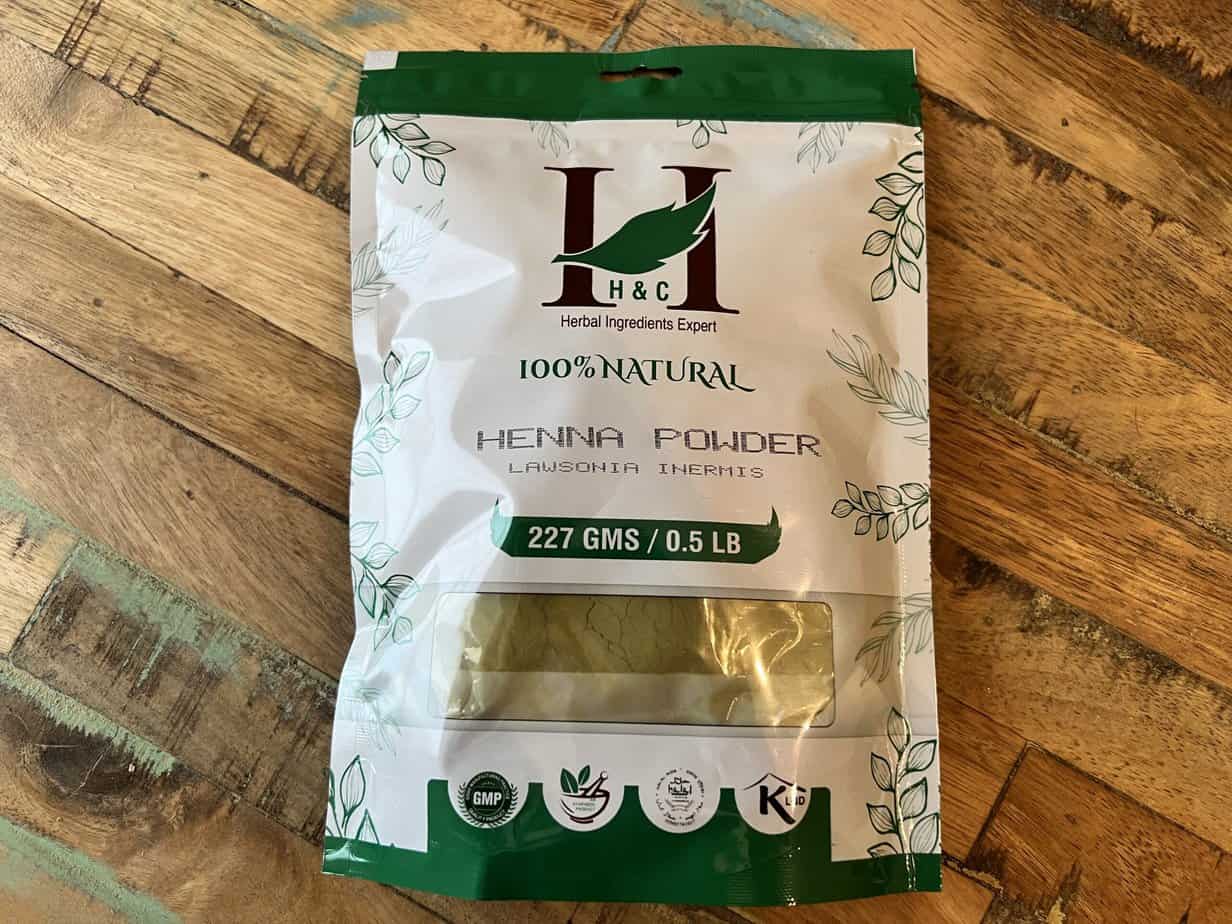 H
H & C
Herbal Ingredients Expert
100% NATURAL
HENNA POWDER
LAWSONIA INERMIS
227 GMS / 0.5 LB
GMP
K